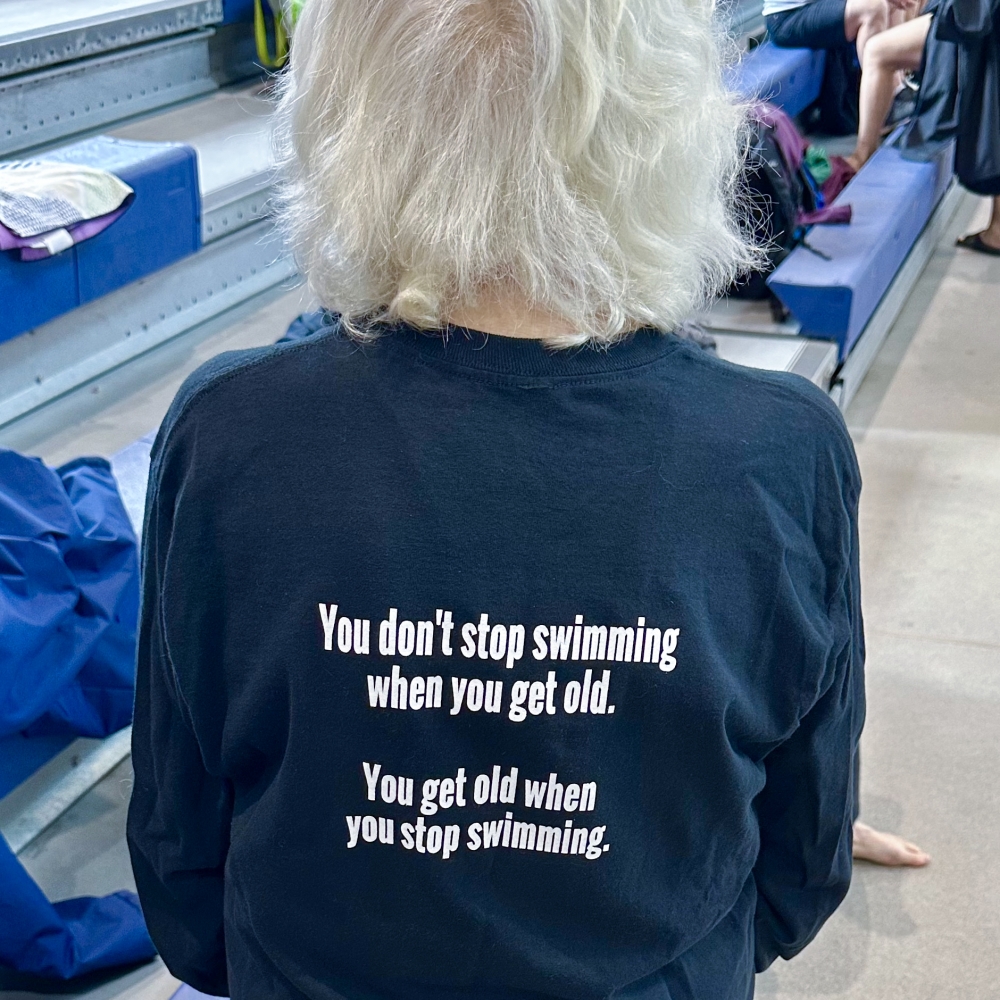 You don't stop swimming
when you get old.
You get old when
you stop swimming.